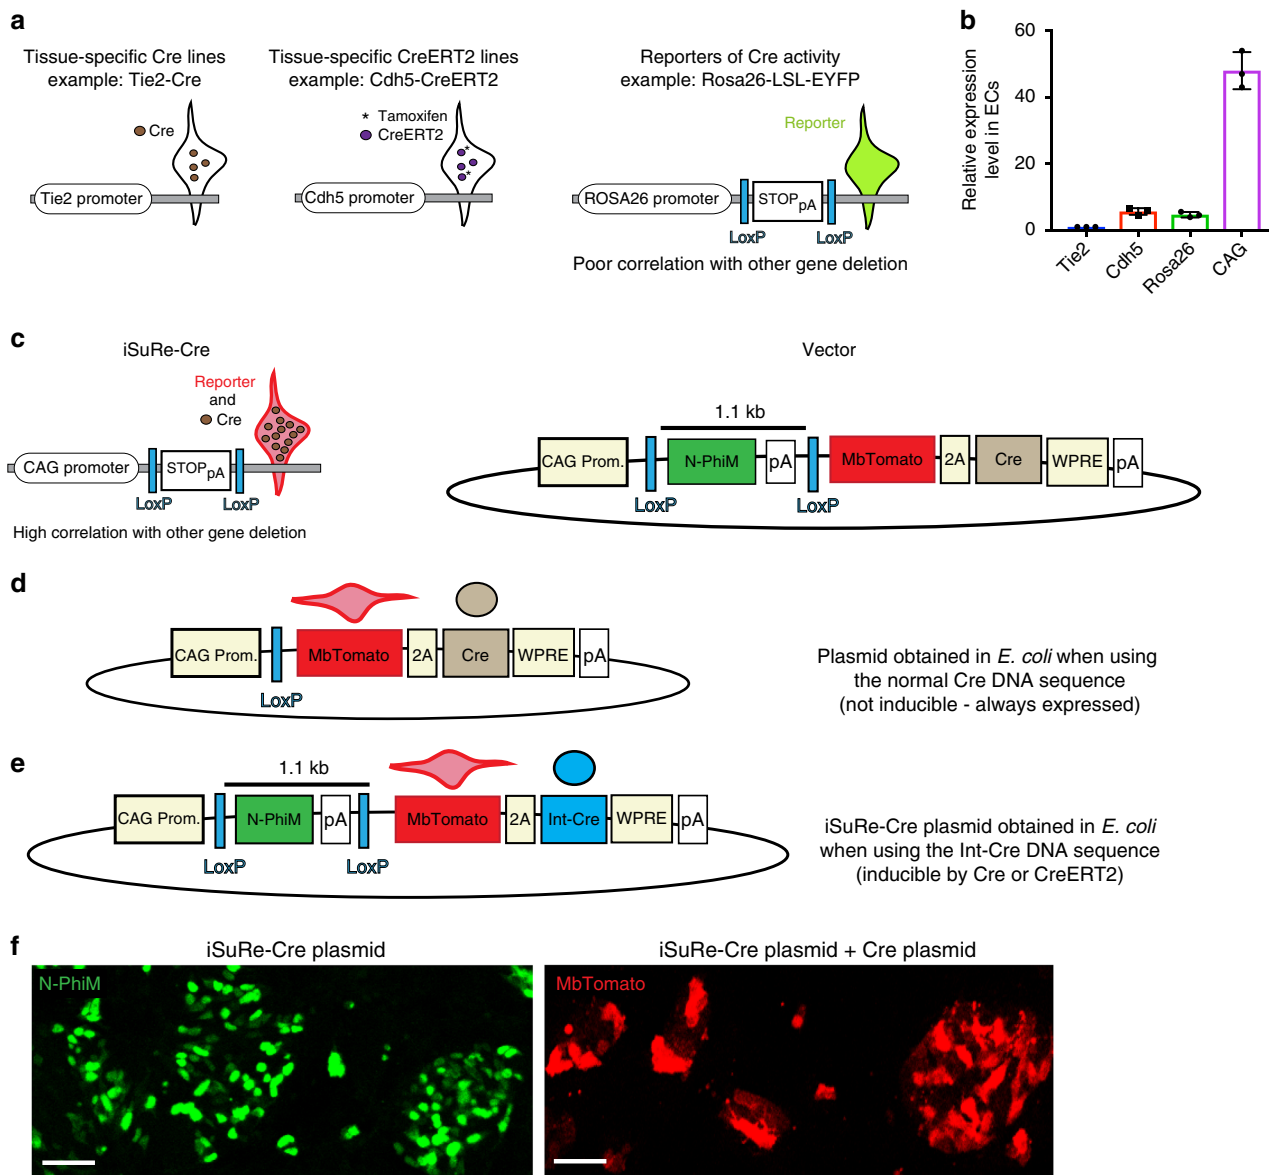 a
Tissue-specific Cre lines
example: Tie2-Cre
Cre
Tie2 promoter
Tissue-specific CreERT2 lines
example: Cdh5-CreERT2
* Tamoxifen
CreERT2
* 
*
Cdh5 promoter
Reporters of Cre activity
example: Rosa26-LSL-EYFP
Reporter
ROSA26 promoter
STOPpA
LoxP
LoxP
Poor correlation with other gene deletion
b
Relative expression
level in ECs
60
40
20
0
Tie2
Cdh5
Rosa26
CAG
c
iSuRe-Cre
Reporter
and
Cre
CAG promoter
STOPpA
LoxP
LoxP
High correlation with other gene deletion
Vector
1.1 kb
CAG Prom.
N-PhiM
pA
MbTomato
2A
Cre
WPRE
pA
LoxP
LoxP
d
CAG Prom.
MbTomato
2A
Cre
WPRE
pA
LoxP
Plasmid obtained in E. coli when using
the normal Cre DNA sequence
(not inducible - always expressed)
e
1.1 kb
CAG Prom.
N-PhiM
pA
MbTomato
2A
Int-Cre
WPRE
pA
LoxP
LoxP
iSuRe-Cre plasmid obtained in E. coli
when using the Int-Cre DNA sequence
(inducible by Cre or CreERT2)
f
iSuRe-Cre plasmid
N-PhiM
iSuRe-Cre plasmid + Cre plasmid
MbTomato